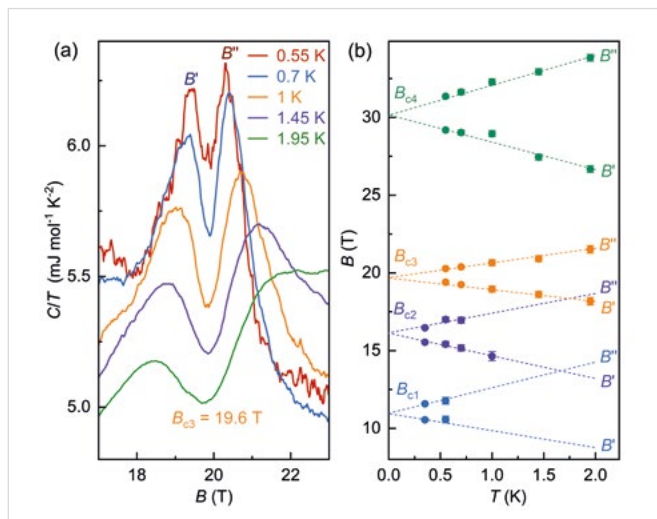 (a)
B' B"
0.55 K
0.7 K
1 K
1.45 K
1.95 K
6.0
5.5
5.0
C/T (mJ mol⁻¹ K⁻²)
B_c3 = 19.6 T
18 20 22
B (T)
(b)
B"
B_c4
30
B'
25
B (T)
B"
B_c3
20
B"
B'
B_c2
15
B"
B'
B_c1
10
B'
0.0 0.5 1.0 1.5 2.0
T (K)